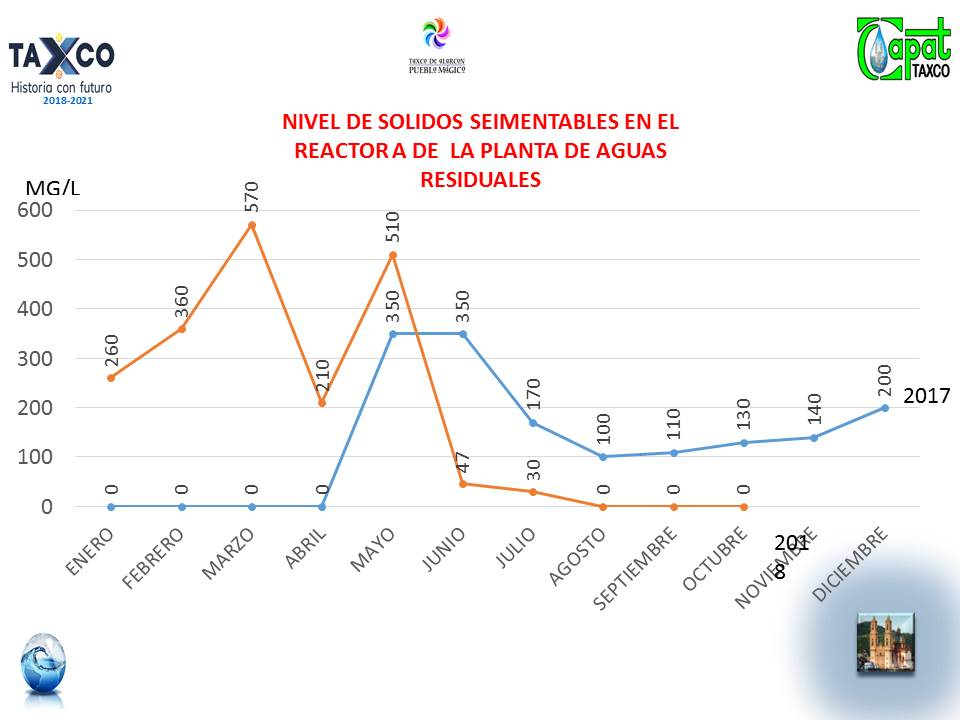 TAXCO
Historia con futuro
2018-2021
TAXCO DE ALARCON
PUEBLO MÁGICO
Capat
TAXCO
NIVEL DE SOLIDOS SEIMENTABLES EN EL
REACTOR A DE LA PLANTA DE AGUAS
RESIDUALES
MG/L
600
500
400
300
200
100
0
260
360
570
210
510
47
30
0
0
0
0
0
0
0
350
350
170
100
110
130
140
200
2017
201
8
ENERO
FEBRERO
MARZO
ABRIL
MAYO
JUNIO
JULIO
AGOSTO
SEPTIEMBRE
OCTUBRE
NOVIEMBRE
DICIEMBRE